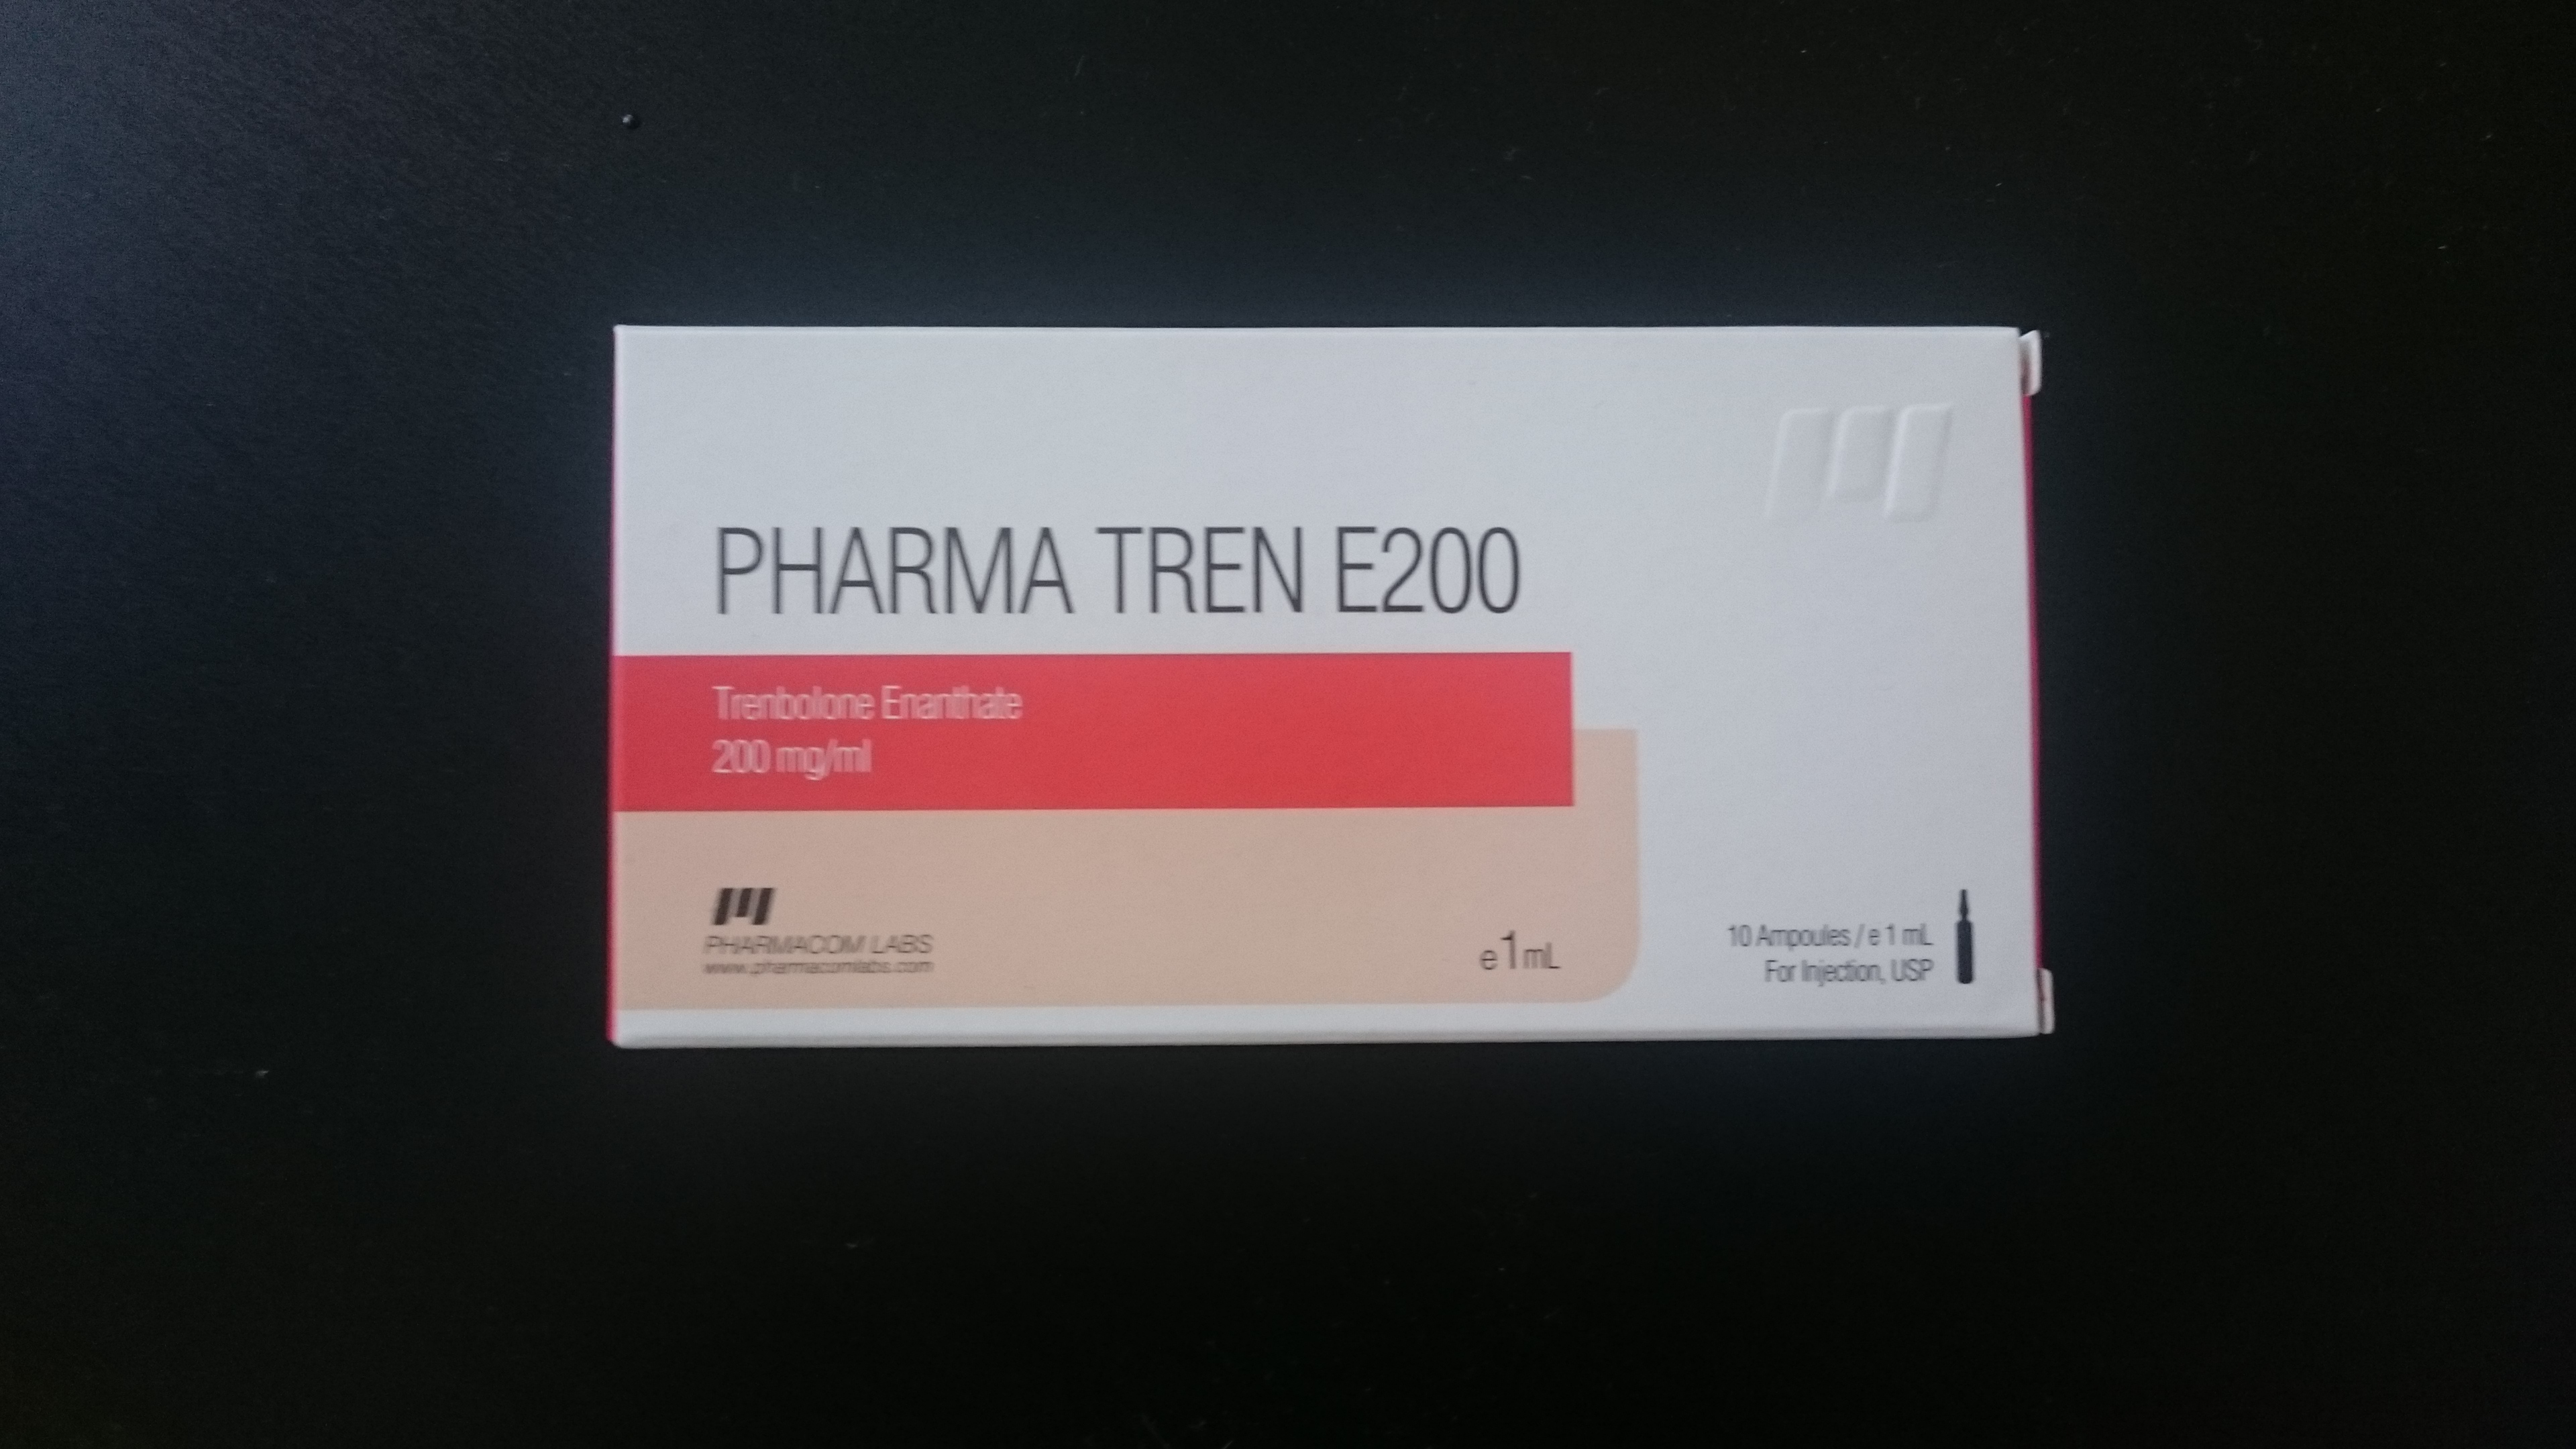 PHARMA TREN E200
Trenbolone Enanthate
200 mg/ml
PHARMACOM LABS
www.pharmacomlabs.com
e1mL
10 Ampoules / e 1 mL
For Injection, USP